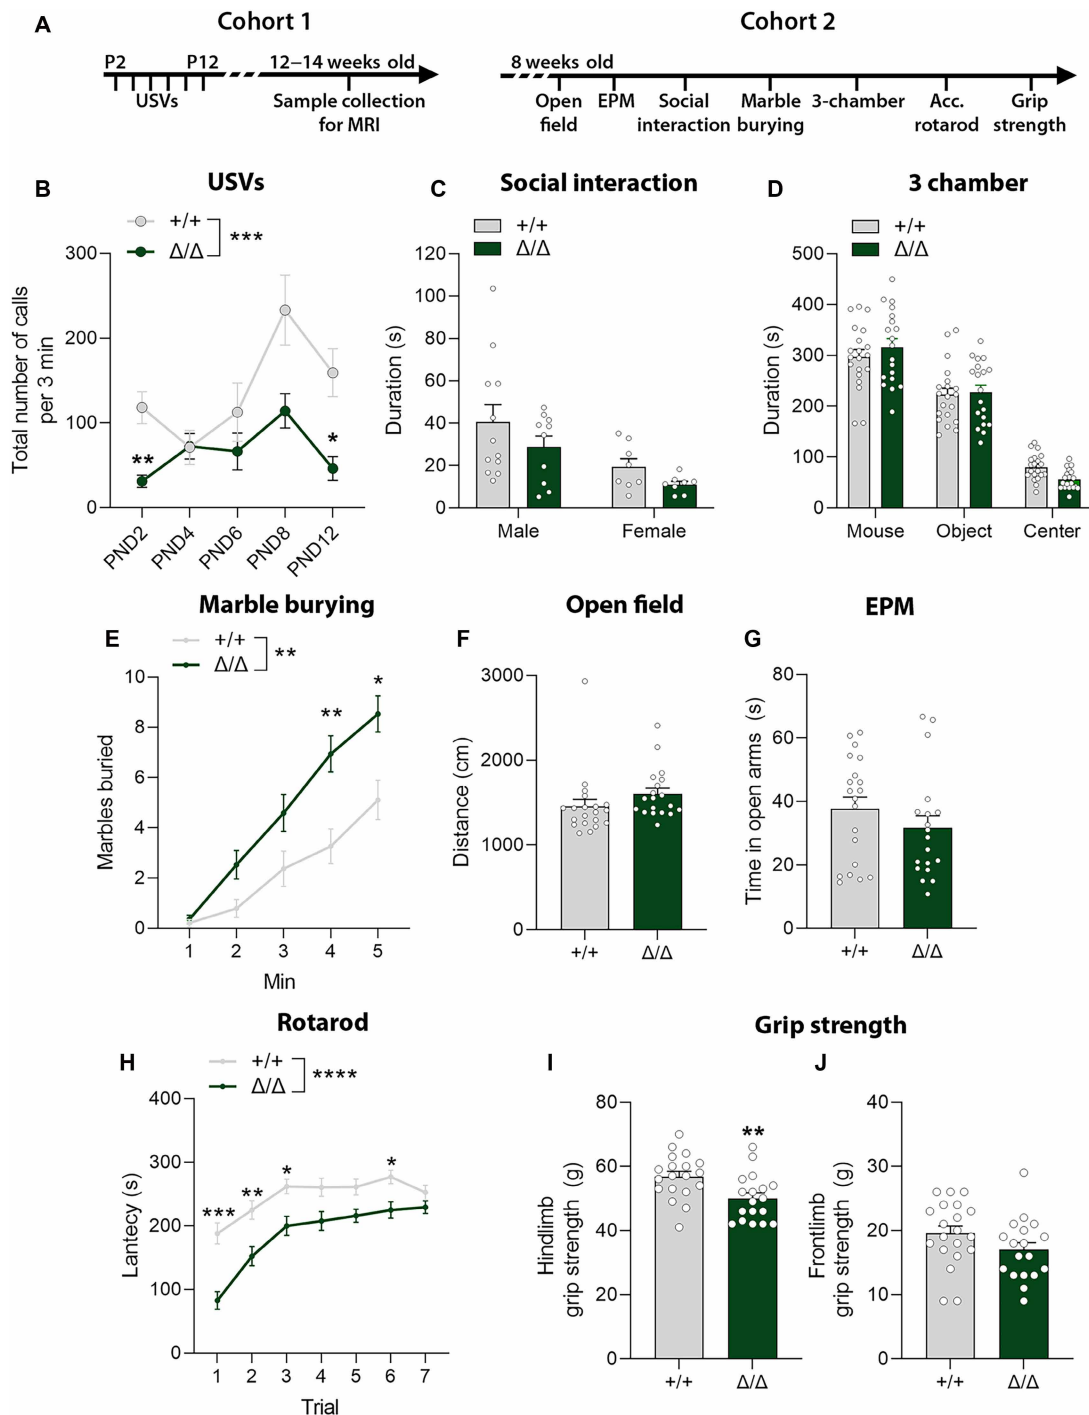 A
Cohort 1
Cohort 2
P2
P12
12–14 weeks old
USVs
Sample collection
for MRI
8 weeks old
Open
field
EPM
Social
interaction
Marble
burying
3-chamber
Acc.
rotarod
Grip
strength
B
USVs
+/+
Δ/Δ
***
Total number of calls
per 3 min
300
200
100
0
**
*
PND2
PND4
PND6
PND8
PND12
C
Social interaction
+/+
Δ/Δ
Duration (s)
120
100
80
60
40
20
0
Male
Female
D
3 chamber
+/+
Δ/Δ
Duration (s)
500
400
300
200
100
0
Mouse
Object
Center
E
Marble burying
+/+
Δ/Δ
**
Marbles buried
10
8
6
4
2
0
**
*
1
2
3
4
5
Min
F
Open field
Distance (cm)
3000
2000
1000
0
+/+
Δ/Δ
G
EPM
Time in open arms (s)
80
60
40
20
0
+/+
Δ/Δ
H
Rotarod
+/+
Δ/Δ
****
Lantecy (s)
400
300
200
100
0
***
**
*
*
1
2
3
4
5
6
7
Trial
Grip strength
I
Hindlimb
grip strength (g)
80
60
40
20
0
**
+/+
Δ/Δ
J
Frontlimb
grip strength (g)
40
30
20
10
0
+/+
Δ/Δ